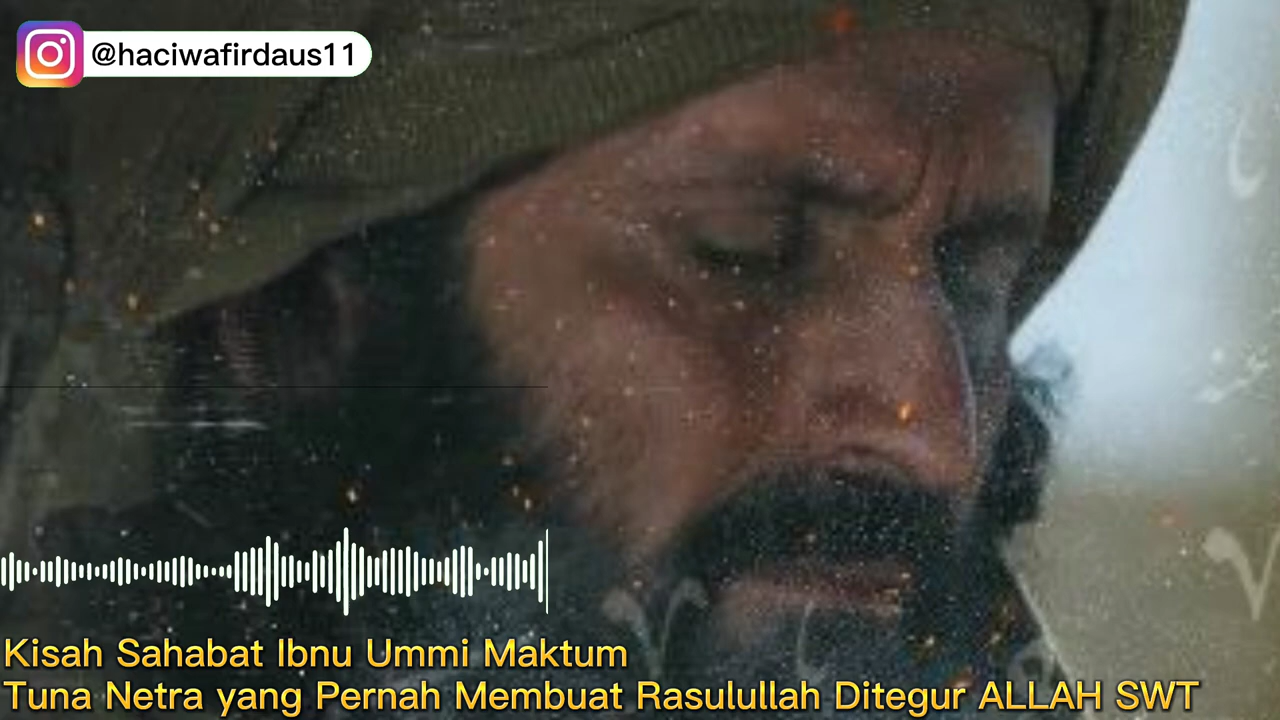 @haciwafirdaus11
Kisah Sahabat Ibnu Ummi Maktum
Tuna Netra yang Pernah Membuat Rasulullah Ditegur ALLAH SWT